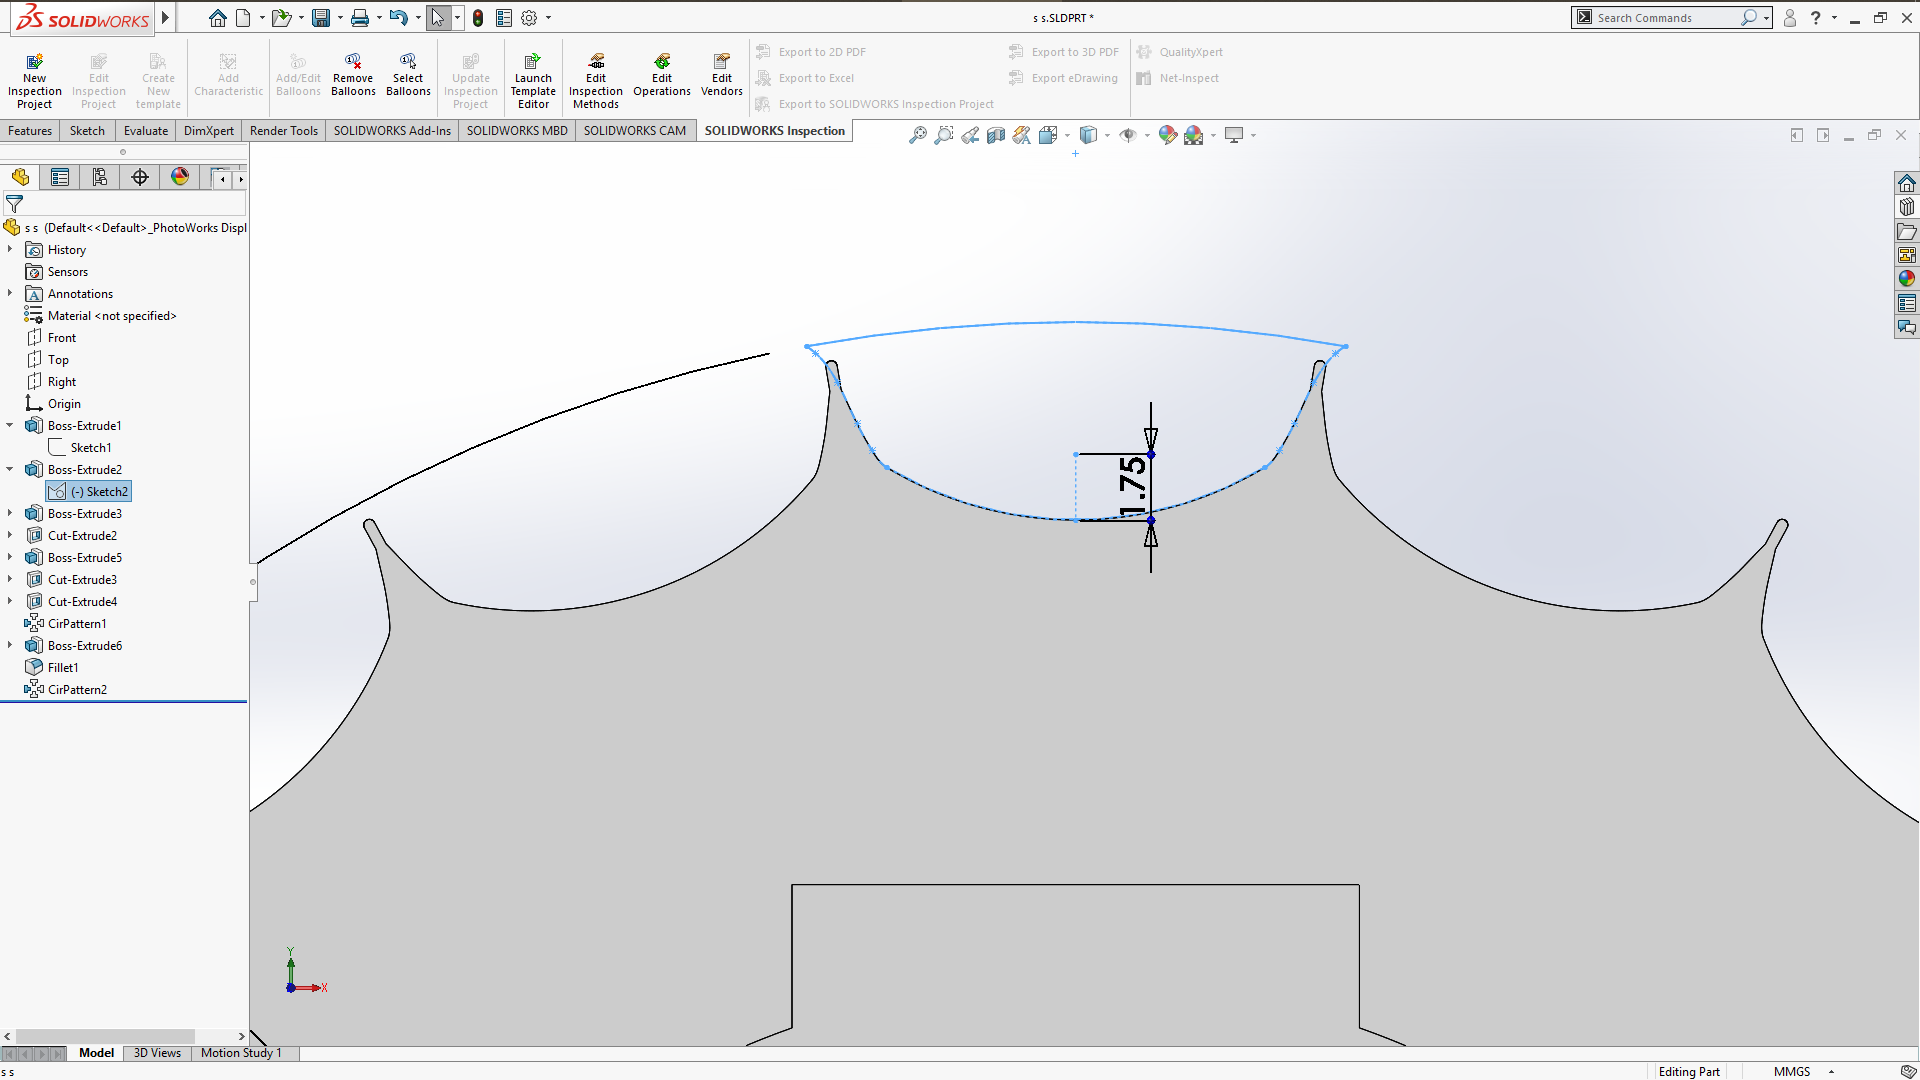 SOLIDWORKS
s s.SLDPRT *
Search Commands
?
New Inspection Project
Edit Inspection Project
Create New template
Add Characteristic
Add/Edit Balloons
Remove Balloons
Select Balloons
Update Inspection Project
Launch Template Editor
Edit Inspection Methods
Edit Operations
Edit Vendors
Export to 2D PDF
Export to Excel
Export to SOLIDWORKS Inspection Project
Export to 3D PDF
Export eDrawing
QualityXpert
Net-Inspect
Features
Sketch
Evaluate
DimXpert
Render Tools
SOLIDWORKS Add-Ins
SOLIDWORKS MBD
SOLIDWORKS CAM
SOLIDWORKS Inspection
s s (Default<<Default>_PhotoWorks Displ
History
Sensors
Annotations
Material <not specified>
Front
Top
Right
Origin
Boss-Extrude1
Sketch1
Boss-Extrude2
(-) Sketch2
Boss-Extrude3
Cut-Extrude2
Boss-Extrude5
Cut-Extrude3
Cut-Extrude4
CirPattern1
Boss-Extrude6
Fillet1
CirPattern2
1.75
Y
X
Model
3D Views
Motion Study 1
s s
Editing Part
MMGS